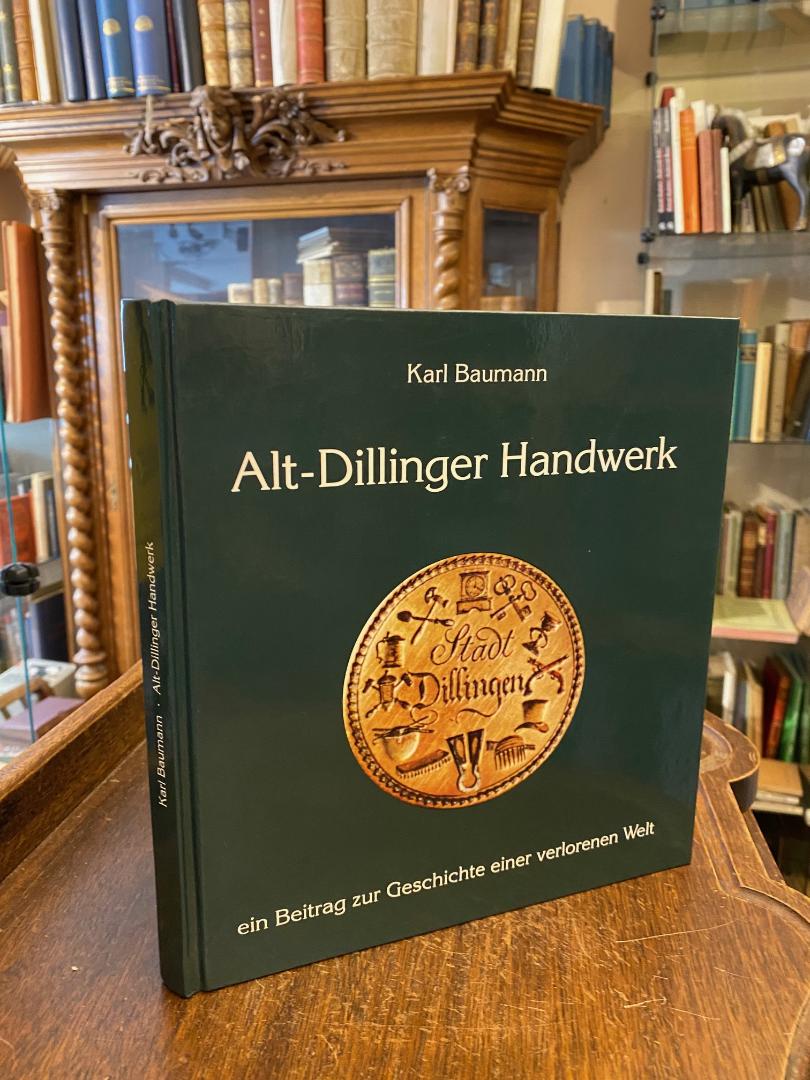 Karl Baumann
Alt-Dillinger Handwerk
Stadt
Dillingen
ein Beitrag zur Geschichte einer verlorenen Welt
Karl Baumann · Alt-Dillinger Handwerk